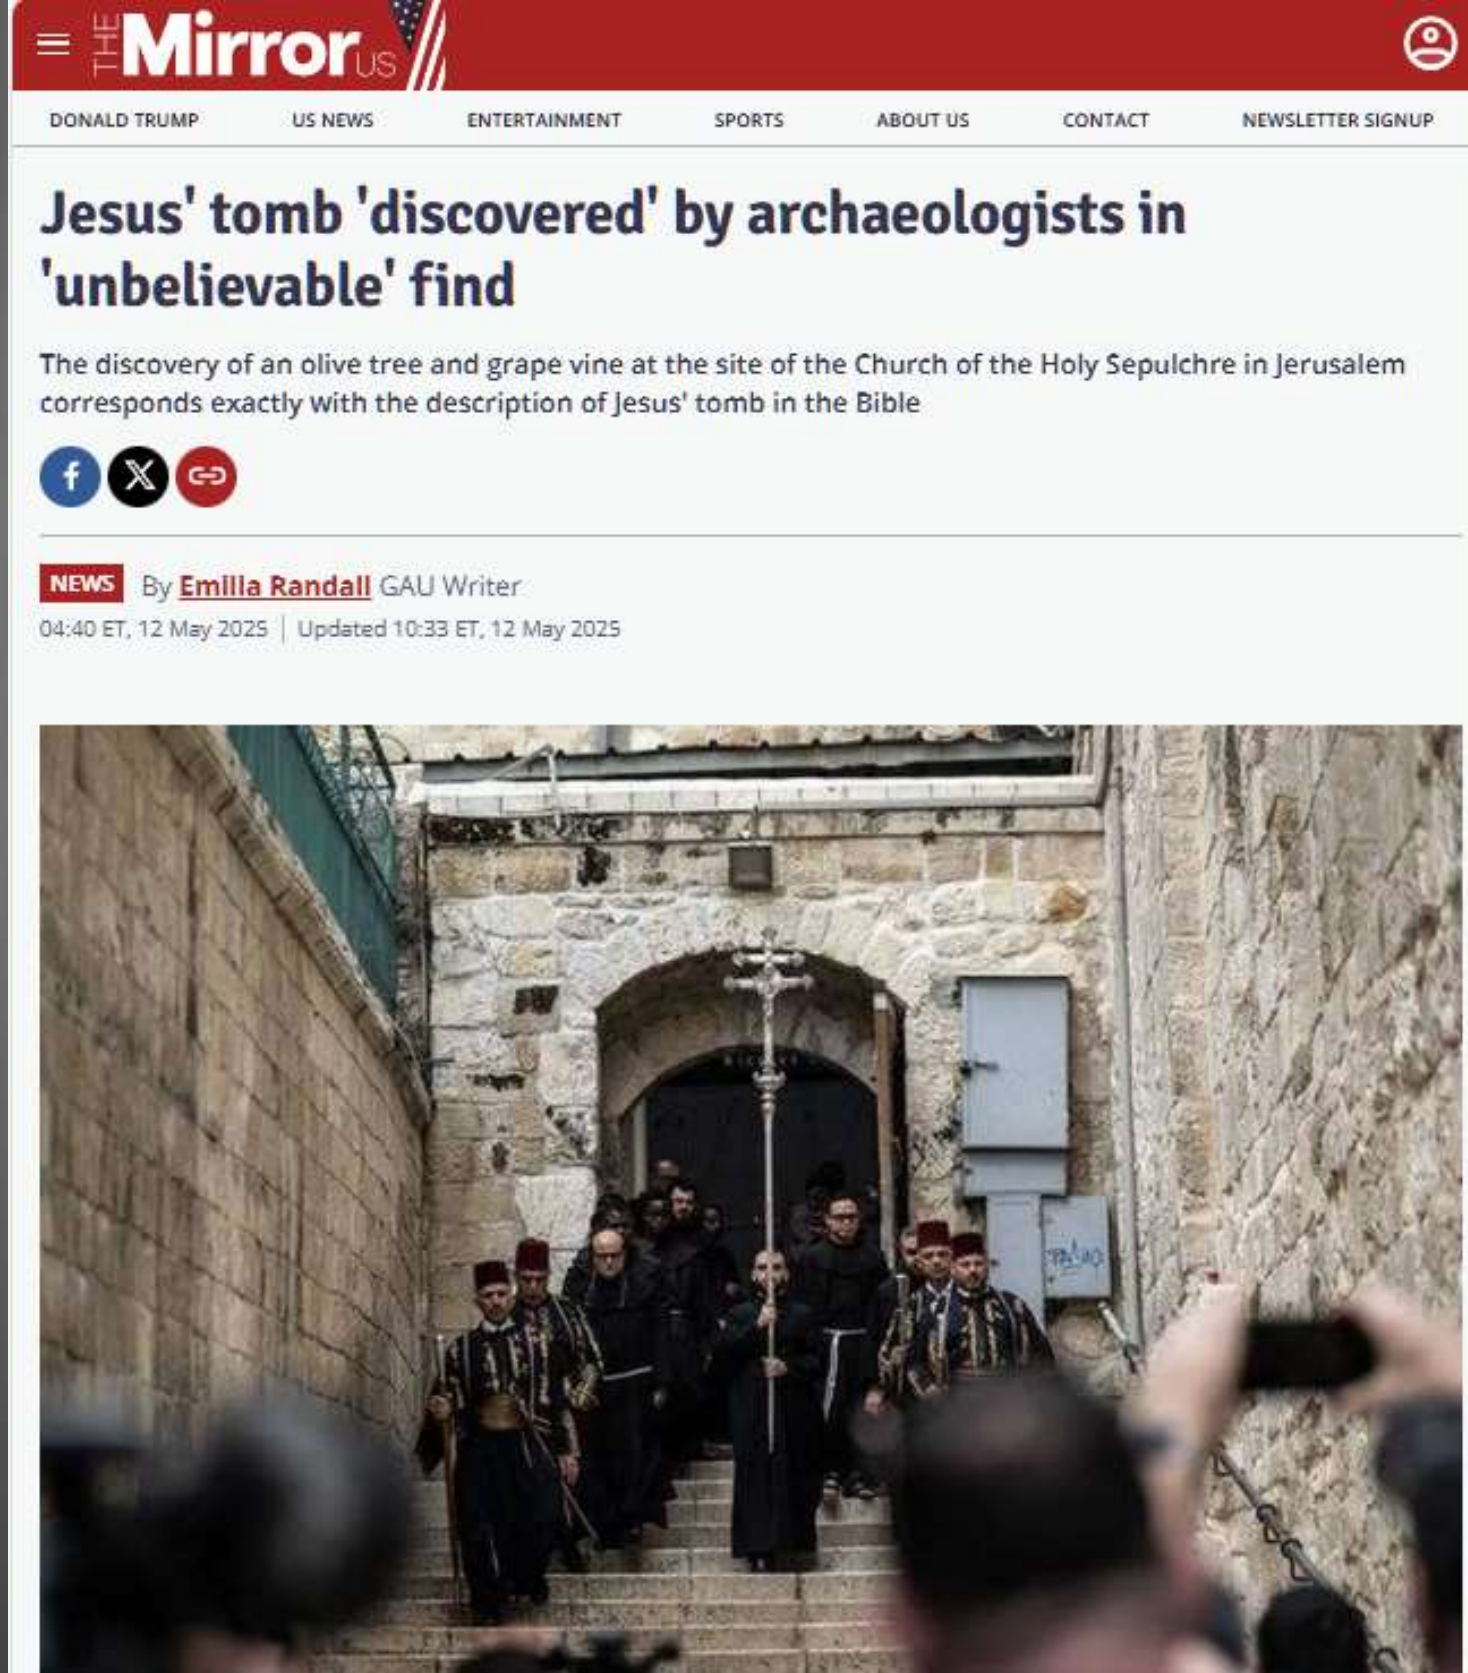 THE Mirror US
DONALD TRUMP US NEWS ENTERTAINMENT SPORTS ABOUT US CONTACT NEWSLETTER SIGNUP
Jesus' tomb 'discovered' by archaeologists in
'unbelievable' find
The discovery of an olive tree and grape vine at the site of the Church of the Holy Sepulchre in Jerusalem
corresponds exactly with the description of Jesus' tomb in the Bible
NEWS By Emilia Randall GAU Writer
04:40 ET, 12 May 2025 | Updated 10:33 ET, 12 May 2025